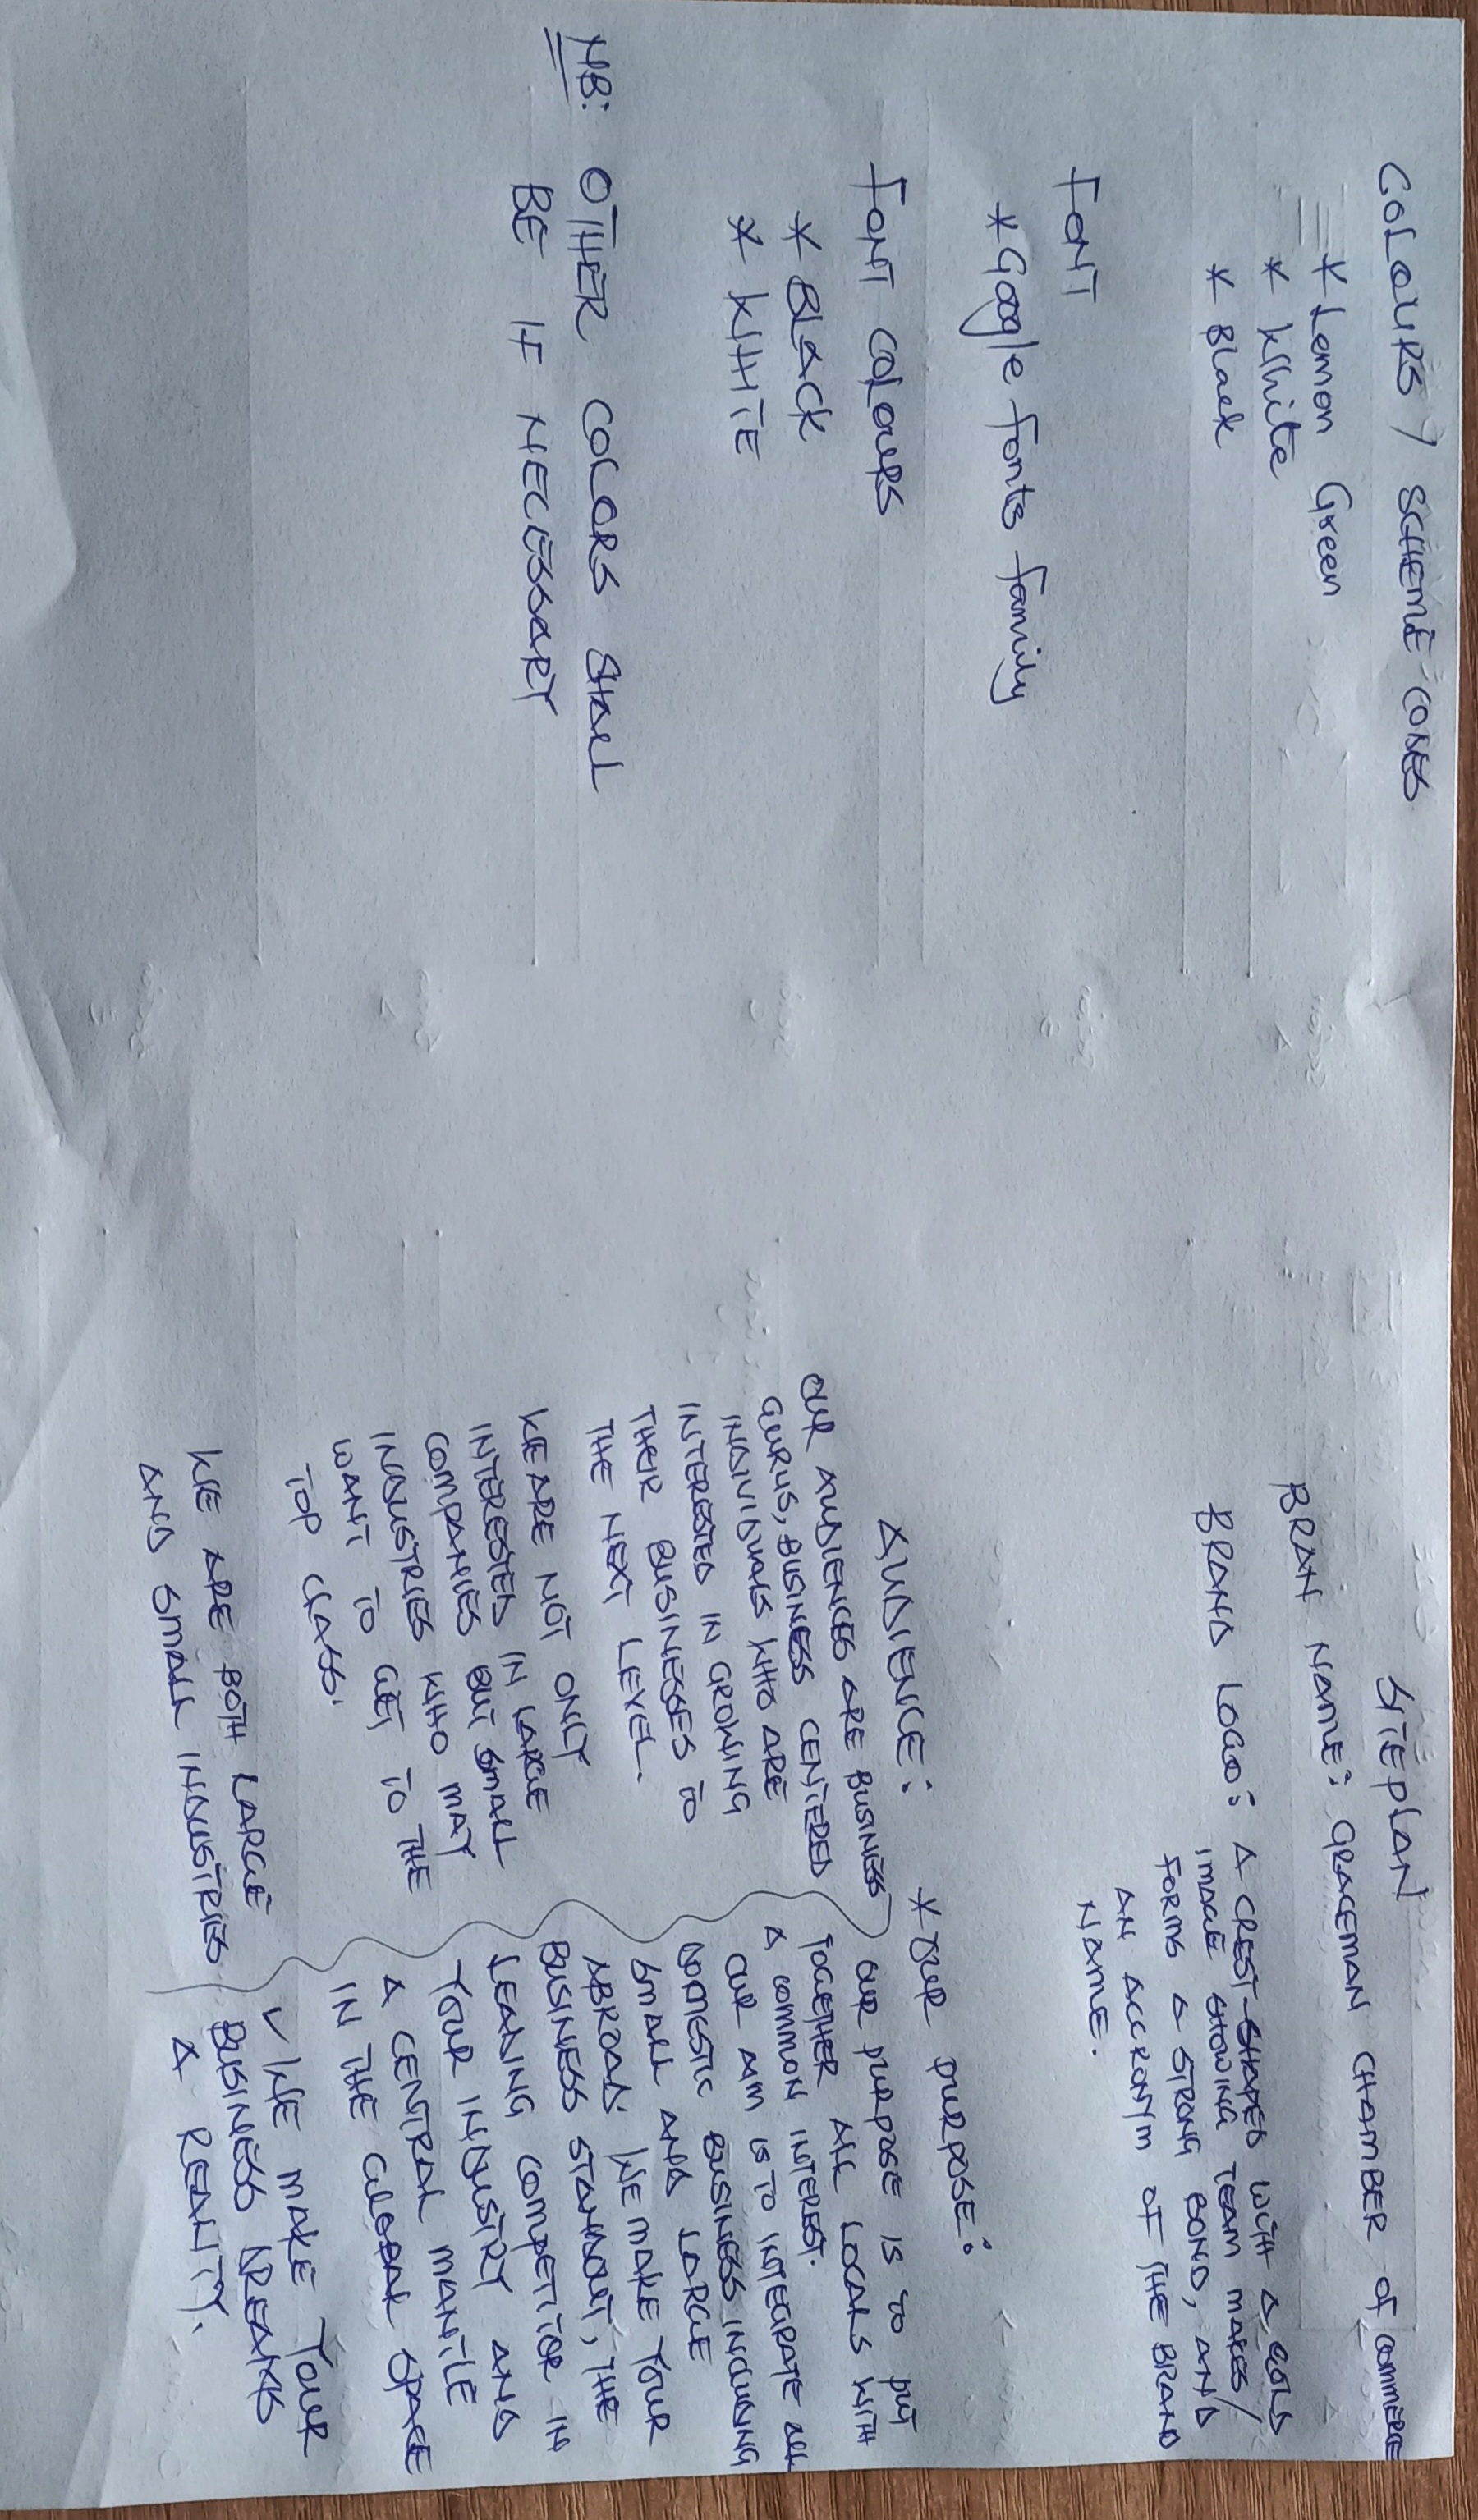 COLOURS / SCHEME CODES
* Lemon Green
* White
* Black
FONT
* Google fonts family
FONT COLOURS
* BLACK
* WHITE
NB: OTHER COLORS SHALL
BE IF NECESSARY
SITEPLAN
BRAN NAME: GRACEMAN CHAMBER OF COMMERCE
BRAND LOGO: A CREST-SHAPED WITH A GOLD
IMAGE SHOWING TEAM MAKES/
FORMS A STRONG BOND, AND
AN ACCRONYM OF THE BRAND
NAME.
AUDIENCE:
OUR AUDIENCES ARE BUSINESS
GURUS, BUSINESS CENTERED
INDIVIDUALS WHO ARE
INTERESTED IN GROWING
THEIR BUSINESSES TO
THE NEXT LEVEL.
WE ARE NOT ONLY
INTERESTED IN LARGE
COMPANIES BUT SMALL
INDUSTRIES WHO MAY
WANT TO GET TO THE
TOP CLASS.
WE ARE BOTH LARGE
AND SMALL INDUSTRIES
* OUR PURPOSE:
OUR PURPOSE IS TO PUT
TOGETHER ALL LOCALS WITH
A COMMON INTEREST.
OUR AIM IS TO INTEGRATE ALL
DOMESTIC BUSINESS INCLUDING
SMALL AND LARGE
ABROAD. WE MAKE YOUR
BUSINESS STANDOUT, THE
LEADING COMPETITOR IN
YOUR INDUSTRY AND
A CENTRAL MANTLE
IN THE GLOBAL SPACE
✓ WE MAKE YOUR
BUSINESS DREAMS
A REALITY.